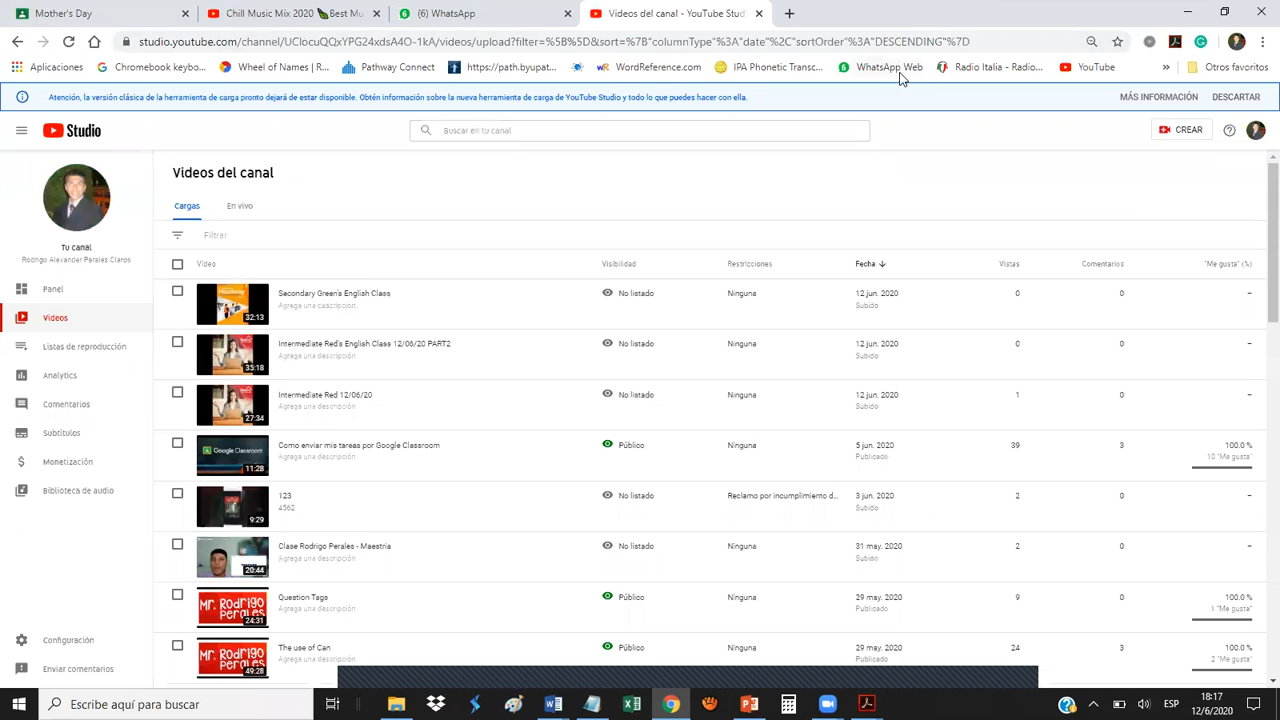 Mother's Day
Chill Music 2020 Best Mu
(6) WhatsApp
Videos del canal - YouTube Stud
studio.youtube.com/channel/UClocuQQxYPG24xdsA4O-1kA/videos/upload?filter=%5B%5D&sort=%7B"columnType"%3A"date"%2C"sortOrder"%3A"DESCENDING"%7D
Aplicaciones
Chromebook keybo...
Wheel of Names | R...
Pathway Connect
https://path.byupat...
WordReference.com
IPA Phonetic Transc...
WhatsApp Web
Radio Italia - Radio...
YouTube
Otros favoritos
Atención, la versión clásica de la herramienta de carga pronto dejará de estar disponible. Obtén información sobre la nueva herramienta de carga de YouTube Studio y todo lo que puedes hacer con ella.
MÁS INFORMACIÓN
DESCARTAR
Studio
Buscar en tu canal
CREAR
Videos del canal
Cargas
En vivo
Filtrar
Tu canal
Rodrigo Alexander Perales Claros
Panel
Videos
Listas de reproducción
Analytics
Comentarios
Subtítulos
Monetización
Biblioteca de audio
Configuración
Enviar comentarios
Video
Visibilidad
Restricciones
Fecha
Vistas
Comentarios
"Me gusta" (%)
32:13
Secondary Green's English Class
Agrega una descripción
No listado
Ninguna
12 jun. 2020
Subido
0
0
–
35:18
Intermediate Red's English Class 12/06/20 PART2
Agrega una descripción
No listado
Ninguna
12 jun. 2020
Subido
0
0
–
27:34
Intermediate Red 12/06/20
Agrega una descripción
No listado
Ninguna
12 jun. 2020
Subido
1
0
–
Google Classroom
11:28
Como enviar mis tareas por Google Classroom
Agrega una descripción
Público
Ninguna
5 jun. 2020
Publicado
39
3
100.0 %
10 "Me gusta"
9:29
123
4562
No listado
Reclamo por incumplimiento d...
3 jun. 2020
Subido
2
0
–
20:44
Clase Rodrigo Perales - Maestria
Agrega una descripción
No listado
Ninguna
31 may. 2020
Subido
2
0
–
Mr. Rodrigo
Perales
24:31
Question Tags
Agrega una descripción
Público
Ninguna
29 may. 2020
Publicado
9
0
100.0 %
1 "Me gusta"
Mr. Rodrigo
Perales
49:28
The use of Can
Agrega una descripción
Público
Ninguna
29 may. 2020
Publicado
24
3
100.0 %
2 "Me gusta"
Escribe aquí para buscar
ESP
18:17
12/6/2020